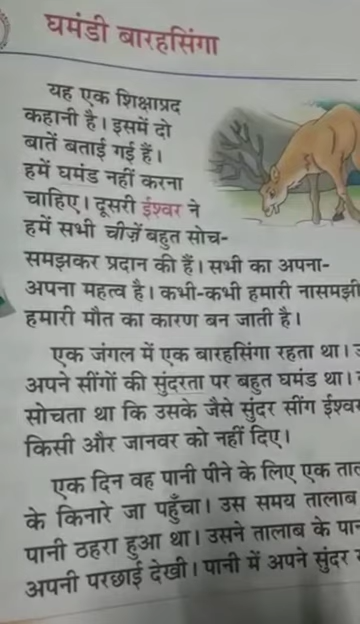 घमंडी बारहसिंगा
यह एक शिक्षाप्रद
कहानी है। इसमें दो
बातें बताई गई हैं।
हमें घमंड नहीं करना
चाहिए। दूसरी ईश्वर ने
हमें सभी चीज़ें बहुत सोच-
समझकर प्रदान की हैं। सभी का अपना-
अपना महत्व है। कभी-कभी हमारी नासमझी
हमारी मौत का कारण बन जाती है।
एक जंगल में एक बारहसिंगा रहता था।
अपने सींगों की सुंदरता पर बहुत घमंड था।
सोचता था कि उसके जैसे सुंदर सींग ईश्वर
किसी और जानवर को नहीं दिए।
एक दिन वह पानी पीने के लिए एक
के किनारे जा पहुँचा। उस समय तालाब
पानी ठहरा हुआ था। उसने तालाब के
अपनी परछाई देखी। पानी में अपने सुंदर